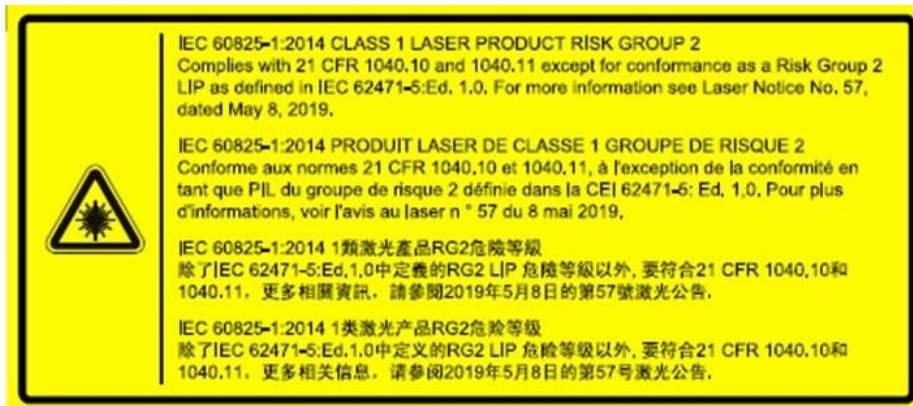 IEC 60825-1:2014 CLASS 1 LASER PRODUCT RISK GROUP 2
Complies with 21 CFR 1040.10 and 1040.11 except for conformance as a Risk Group 2
LIP as defined in IEC 62471-5:Ed. 1.0. For more information see Laser Notice No. 57,
dated May 8, 2019.
IEC 60825-1:2014 PRODUIT LASER DE CLASSE 1 GROUPE DE RISQUE 2
Conforme aux normes 21 CFR 1040.10 et 1040.11, à l'exception de la conformité en
tant que PIL du groupe de risque 2 définie dans la CEI 62471-5: Ed. 1.0. Pour plus
d'informations, voir l'avis au laser n ° 57 du 8 mai 2019.
IEC 60825-1:2014 1類激光產品RG2危險等級
除了IEC 62471-5:Ed.1.0中定義的RG2 LIP 危險等級以外, 要符合21 CFR 1040.10和
1040.11. 更多相關資訊. 請參閱2019年5月8日的第57號激光公告.
IEC 60825-1:2014 1类激光产品RG2危险等级
除了IEC 62471-5:Ed.1.0中定义的RG2 LIP 危险等级以外, 要符合21 CFR 1040.10和
1040.11. 更多相关信息. 请参阅2019年5月8日的第57号激光公告.